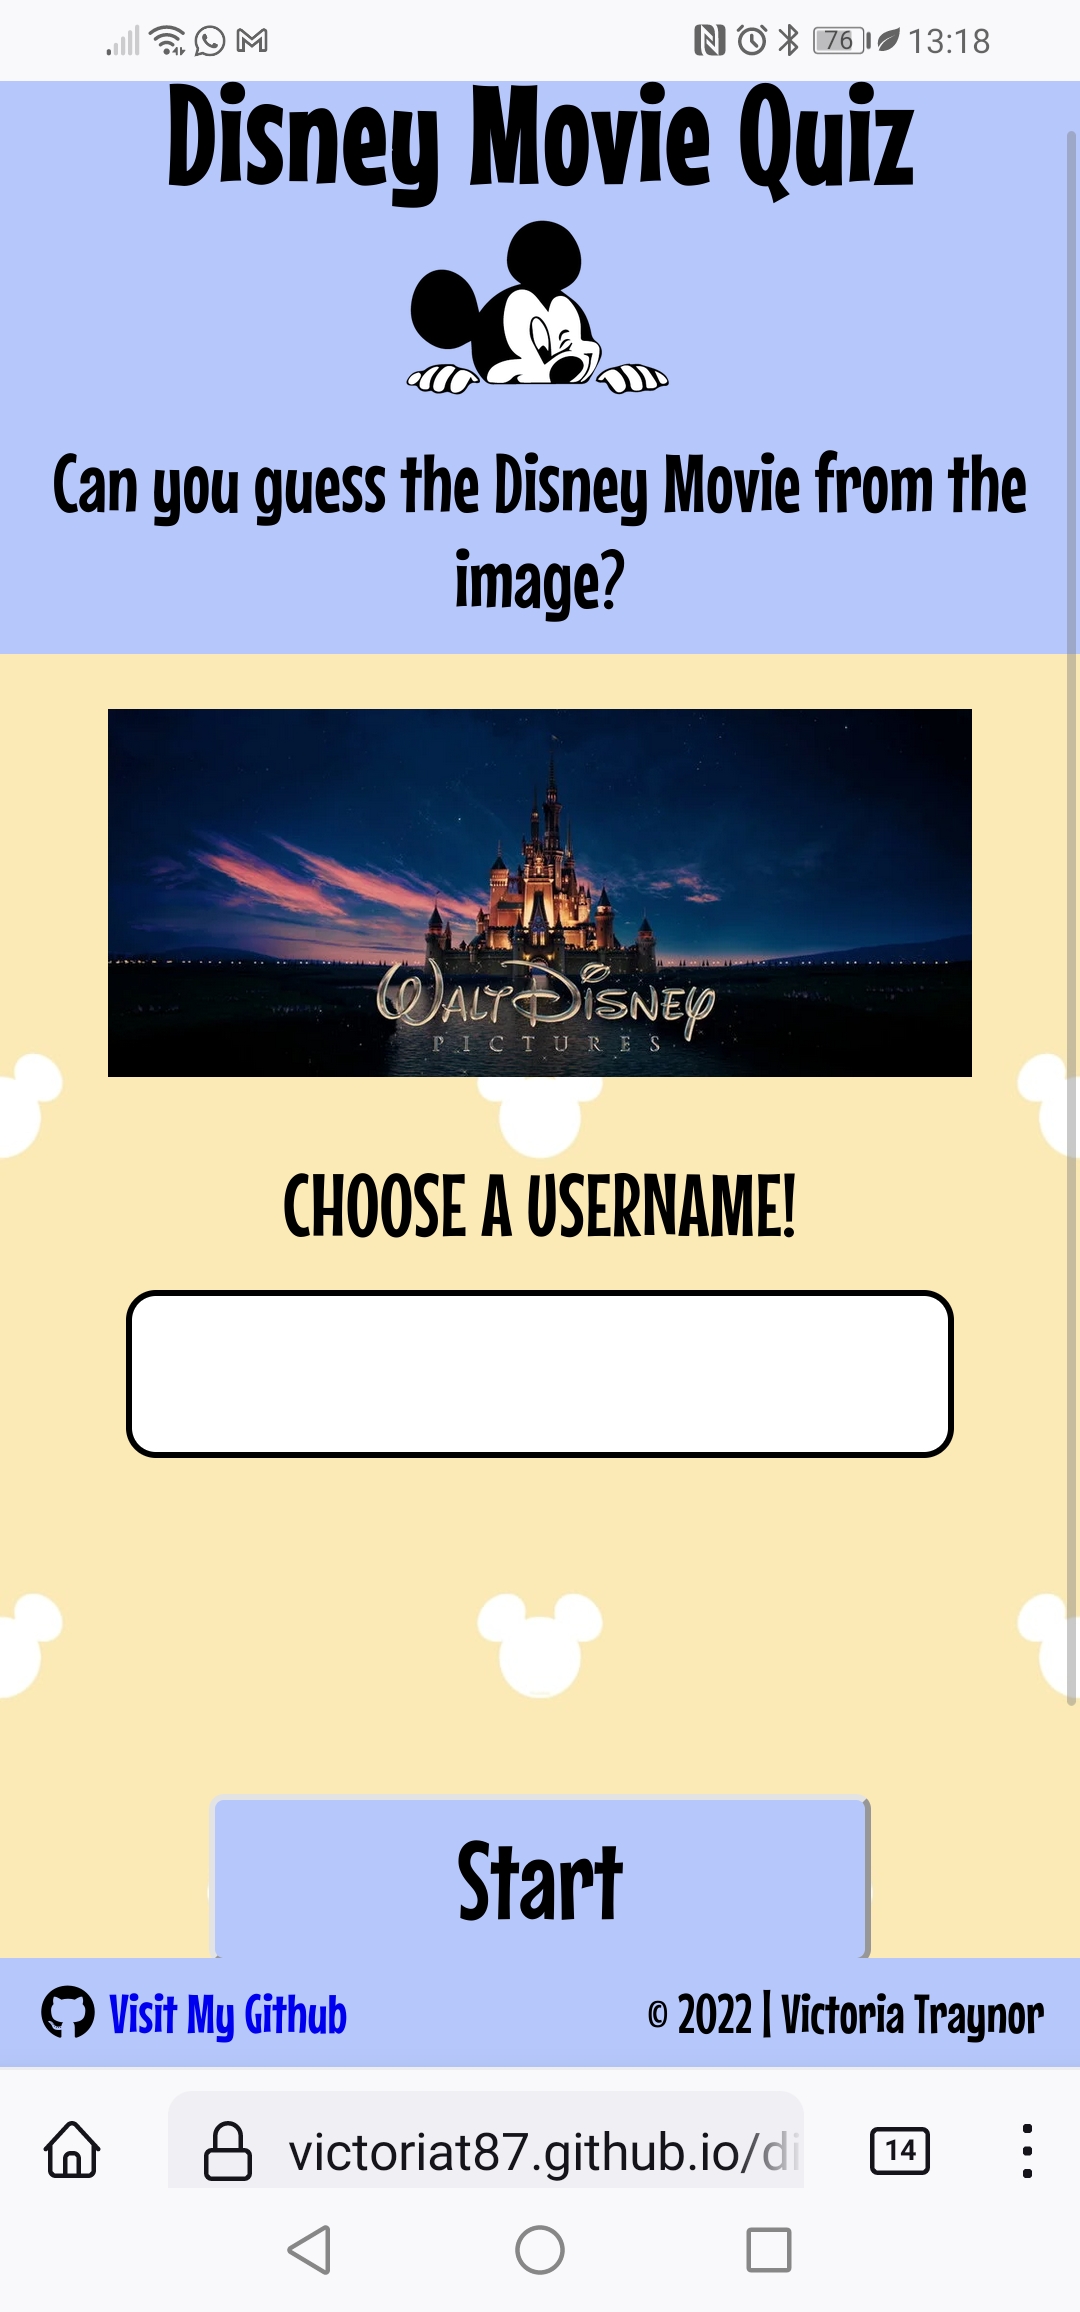 76 13:18
Disney Movie Quiz
Can you guess the Disney Movie from the
image?
WALT DISNEY
PICTURES
CHOOSE A USERNAME!
Start
Visit My Github
© 2022 | Victoria Traynor
victoriat87.github.io/di
14